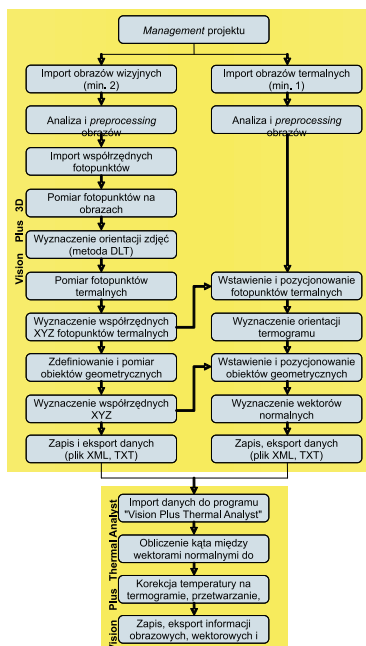 Management projektu
Import obrazów wizyjnych
(min. 2)
Import obrazów termalnych
(min. 1)
Analiza i preprocessing
obrazów
Analiza i preprocessing
obrazów
Import współrzędnych
fotopunktów
Pomiar fotopunktów na
obrazach
Wyznaczenie orientacji zdjęć
(metoda DLT)
Pomiar fotopunktów
termalnych
Wstawienie i pozycjonowanie
fotopunktów termalnych
Wyznaczenie współrzędnych
XYZ fotopunktów termalnych
Wyznaczenie orientacji
termogramu
Zdefiniowanie i pomiar
obiektów geometrycznych
Wstawienie i pozycjonowanie
obiektów geometrycznych
Wyznaczenie współrzędnych
XYZ
Wyznaczenie wektorów
normalnych
Zapis i eksport danych
(plik XML, TXT)
Zapis, eksport danych
(plik XML, TXT)
Vision Plus 3D
Import danych do programu
"Vision Plus Thermal Analyst"
Obliczenie kąta między
wektorami normalnymi do
Korekcja temperatury na
termogramie, przetwarzanie,
Zapis, eksport informacji
obrazowych, wektorowych i
Vision Plus Thermal Analyst